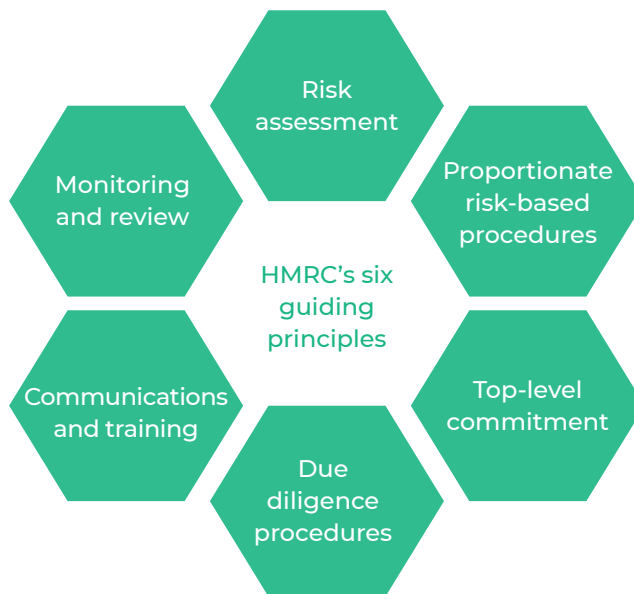 Risk
assessment
Proportionate
risk-based
procedures
Top-level
commitment
Due
diligence
procedures
Communications
and training
Monitoring
and review
HMRC’s six
guiding
principles